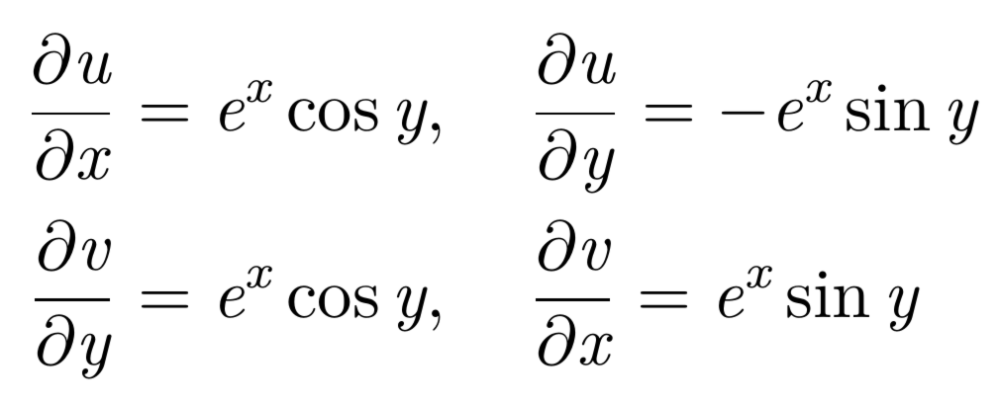 ∂u/∂x = e^x cos y, ∂u/∂y = −e^x sin y
∂v/∂y = e^x cos y, ∂v/∂x = e^x sin y